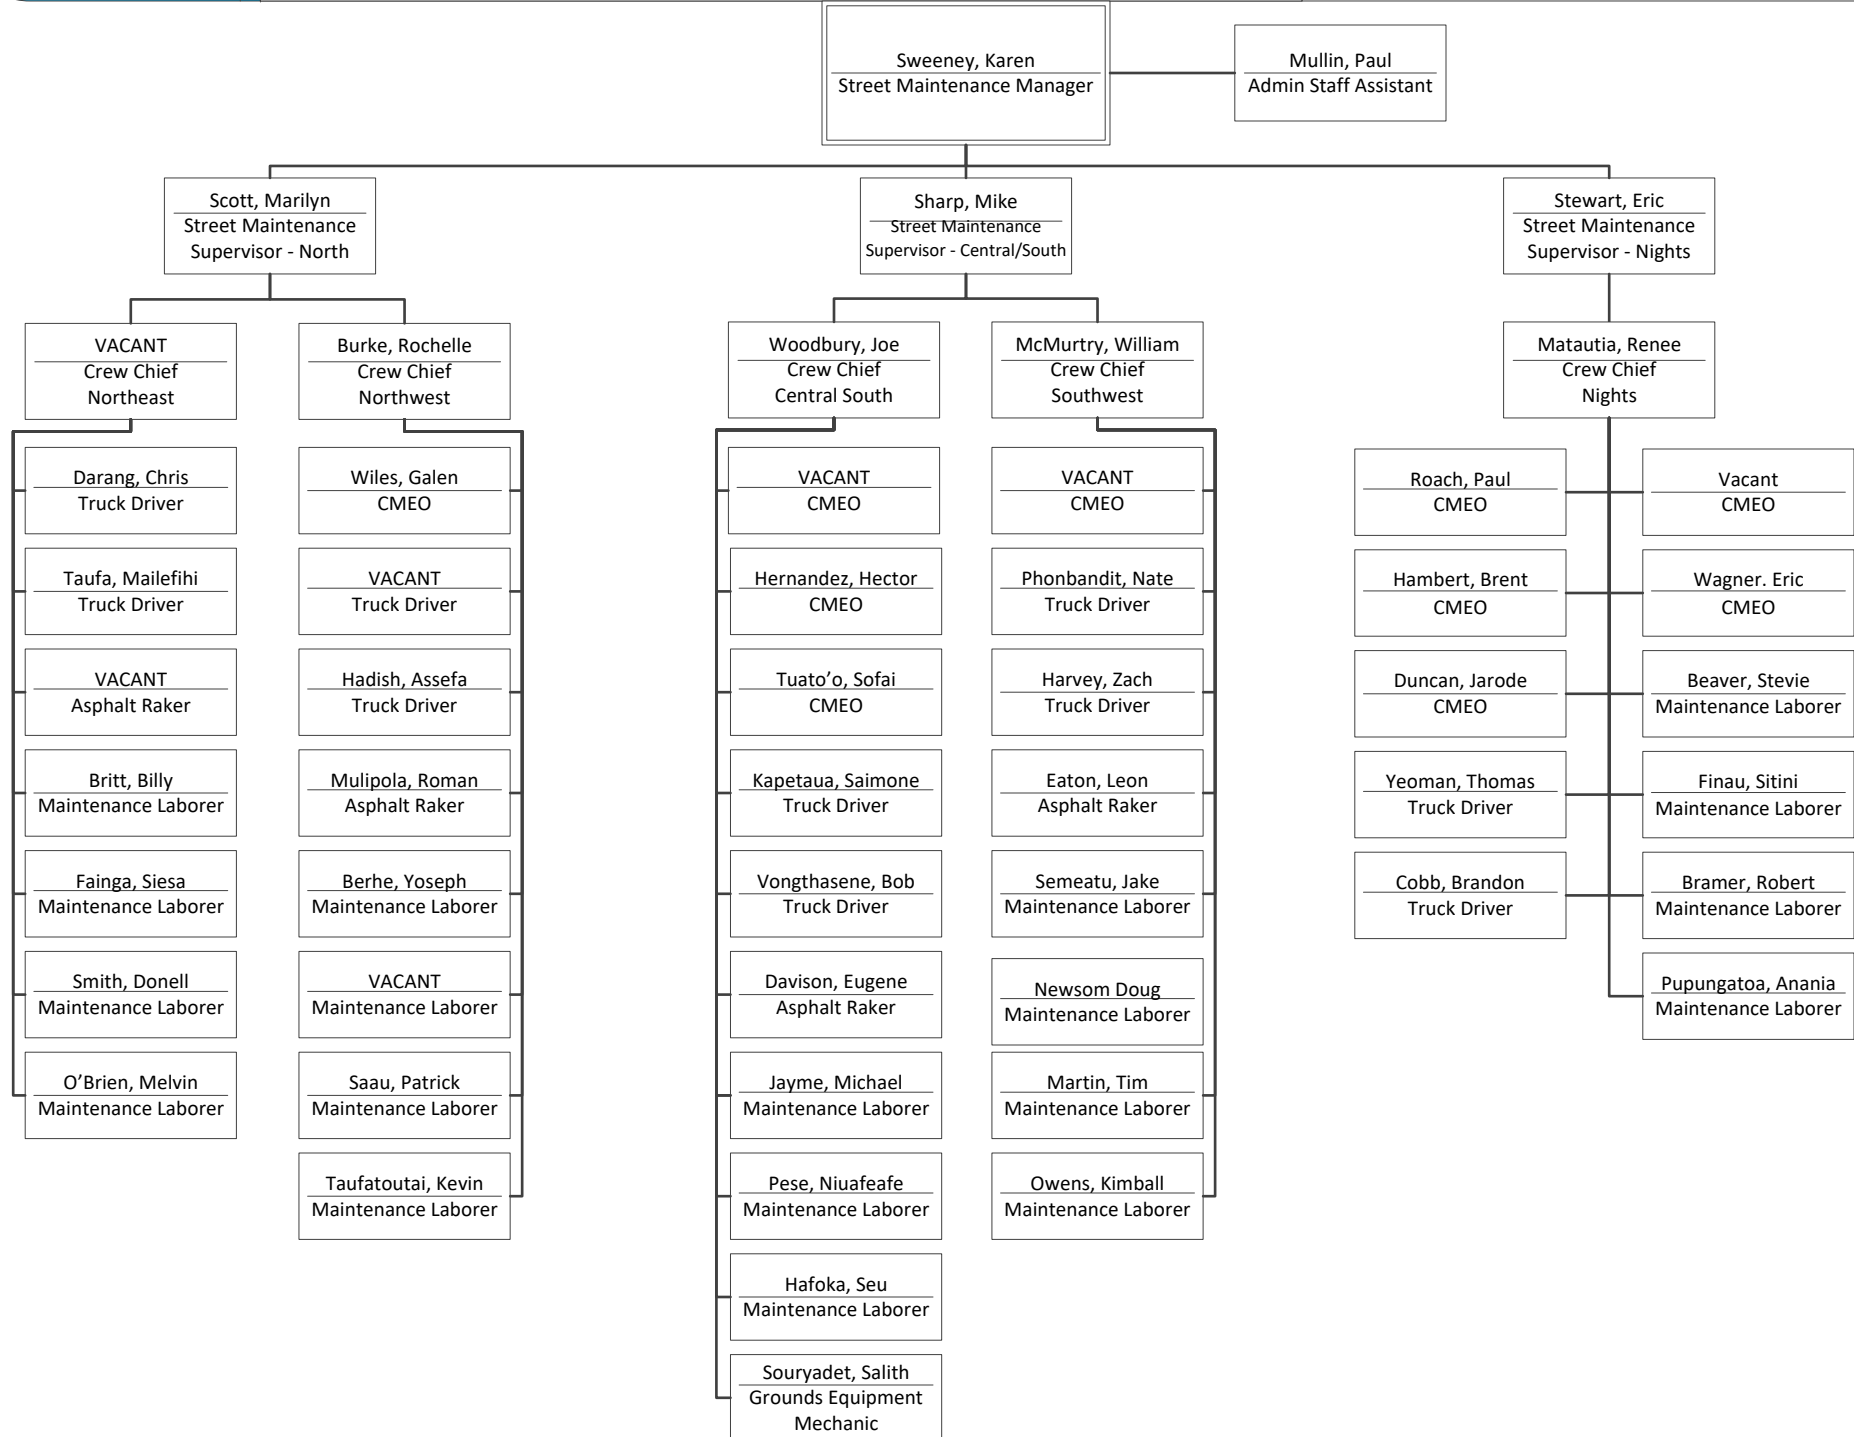 Sweeney, Karen
Street Maintenance Manager
Mullin, Paul
Admin Staff Assistant
Scott, Marilyn
Street Maintenance
Supervisor - North
Sharp, Mike
Street Maintenance
Supervisor - Central/South
Stewart, Eric
Street Maintenance
Supervisor - Nights
VACANT
Crew Chief
Northeast
Burke, Rochelle
Crew Chief
Northwest
Woodbury, Joe
Crew Chief
Central South
McMurtry, William
Crew Chief
Southwest
Matautia, Renee
Crew Chief
Nights
Darang, Chris
Truck Driver
Taufa, Mailefihi
Truck Driver
VACANT
Asphalt Raker
Britt, Billy
Maintenance Laborer
Fainga, Siesa
Maintenance Laborer
Smith, Donell
Maintenance Laborer
O’Brien, Melvin
Maintenance Laborer
Wiles, Galen
CMEO
VACANT
Truck Driver
Hadish, Assefa
Truck Driver
Mulipola, Roman
Asphalt Raker
Berhe, Yoseph
Maintenance Laborer
VACANT
Maintenance Laborer
Saau, Patrick
Maintenance Laborer
Taufatoutai, Kevin
Maintenance Laborer
VACANT
CMEO
Hernandez, Hector
CMEO
Tuato’o, Sofai
CMEO
Kapetaua, Saimone
Truck Driver
Vongthasene, Bob
Truck Driver
Davison, Eugene
Asphalt Raker
Jayme, Michael
Maintenance Laborer
Pese, Niuafeafe
Maintenance Laborer
Hafoka, Seu
Maintenance Laborer
Souryadet, Salith
Grounds Equipment
Mechanic
VACANT
CMEO
Phonbandit, Nate
Truck Driver
Harvey, Zach
Truck Driver
Eaton, Leon
Asphalt Raker
Semeatu, Jake
Maintenance Laborer
Newsom Doug
Maintenance Laborer
Martin, Tim
Maintenance Laborer
Owens, Kimball
Maintenance Laborer
Roach, Paul
CMEO
Hambert, Brent
CMEO
Duncan, Jarode
CMEO
Yeoman, Thomas
Truck Driver
Cobb, Brandon
Truck Driver
Vacant
CMEO
Wagner. Eric
CMEO
Beaver, Stevie
Maintenance Laborer
Finau, Sitini
Maintenance Laborer
Bramer, Robert
Maintenance Laborer
Pupungatoa, Anania
Maintenance Laborer